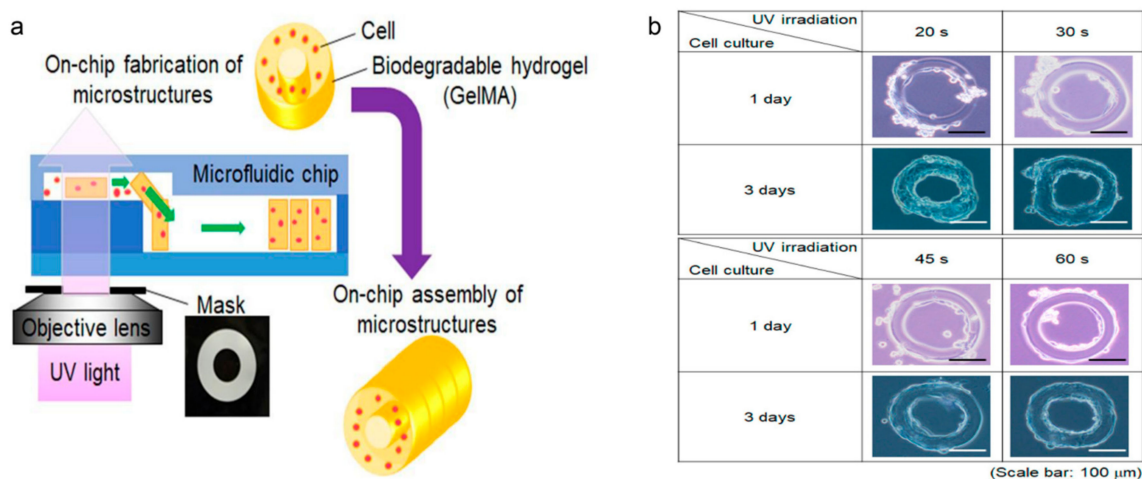 a
Cell
On-chip fabrication of
microstructures
Biodegradable hydrogel
(GelMA)
Microfluidic chip
Mask
Objective lens
UV light
On-chip assembly of
microstructures
b
UV irradiation
Cell culture
20 s
30 s
1 day
3 days
UV irradiation
Cell culture
45 s
60 s
1 day
3 days
(Scale bar: 100 μm)